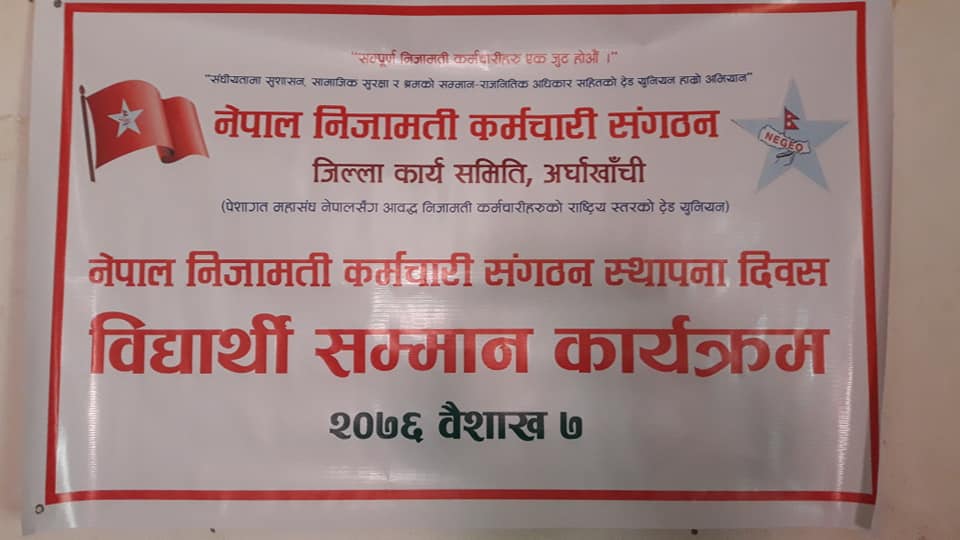 "सम्पूर्ण निजामती कर्मचारीहरु एक जुट होऔं ।"
"संघीयतामा सुशासन, सामाजिक सुरक्षा र श्रमको सम्मान-राजनितिक अधिकार सहितको ट्रेड युनियन हाम्रो अभियान"
नेपाल निजामती कर्मचारी संगठन
NEGEO
जिल्ला कार्य समिति, अर्घाखाँची
(पेशागत महासंघ नेपालसँग आवद्ध निजामती कर्मचारीहरुको राष्ट्रिय स्तरको ट्रेड युनियन)
नेपाल निजामती कर्मचारी संगठन स्थापना दिवस
विद्यार्थी सम्मान कार्यक्रम
२०७६ वैशाख ७